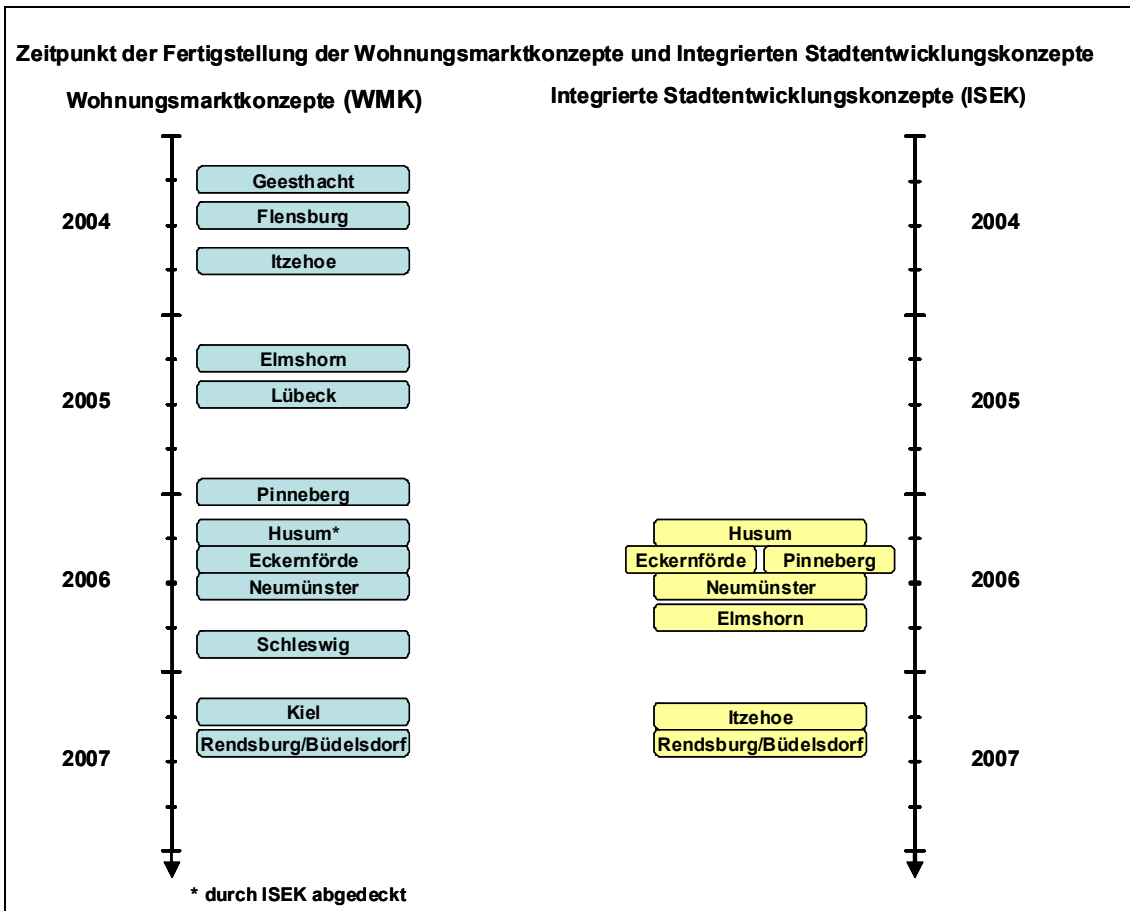 Zeitpunkt der Fertigstellung der Wohnungsmarktkonzepte und Integrierten Stadtentwicklungskonzepte
Wohnungsmarktkonzepte (WMK)
Geesthacht
2004
Flensburg
Itzehoe
Elmshorn
2005
Lübeck
Pinneberg
Husum*
Eckernförde
2006
Neumünster
Schleswig
Kiel
Rendsburg/Büdelsdorf
2007
* durch ISEK abgedeckt
Integrierte Stadtentwicklungskonzepte (ISEK)
2004
2005
Husum
Eckernförde Pinneberg
2006
Neumünster
Elmshorn
Itzehoe
Rendsburg/Büdelsdorf
2007